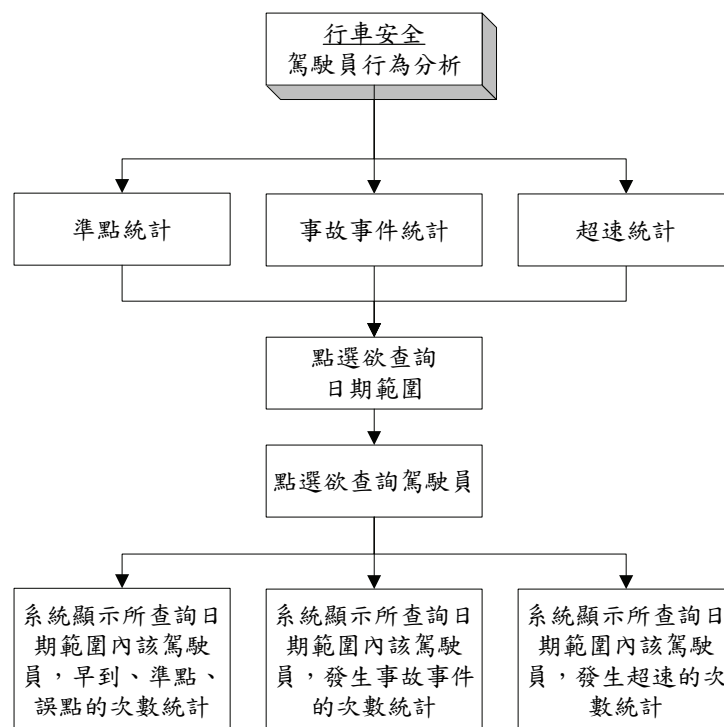 行車安全
駕駛員行為分析
準點統計
事故事件統計
超速統計
點選欲查詢
日期範圍
點選欲查詢駕駛員
系統顯示所查詢日
期範圍內該駕駛
員，早到、準點、
誤點的次數統計
系統顯示所查詢日
期範圍內該駕駛
員，發生事故事件
的次數統計
系統顯示所查詢日
期範圍內該駕駛
員，發生超速的次
數統計